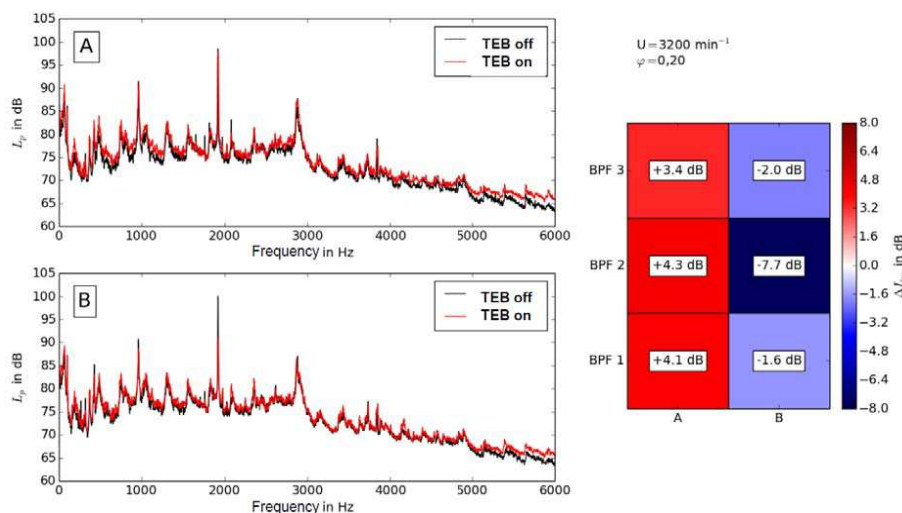 105
100
95
90
85
80
75
70
65
60
L_p in dB
A
TEB off
TEB on
0 1000 2000 3000 4000 5000 6000
Frequency in Hz
105
100
95
90
85
80
75
70
65
60
L_p in dB
B
TEB off
TEB on
0 1000 2000 3000 4000 5000 6000
Frequency in Hz
U=3200 min⁻¹
φ=0,20
BPF 3 +3.4 dB -2.0 dB
BPF 2 +4.3 dB -7.7 dB
BPF 1 +4.1 dB -1.6 dB
A B
8.0
6.4
4.8
3.2
1.6
0.0
−1.6
−3.2
−4.8
−6.4
−8.0
in dB